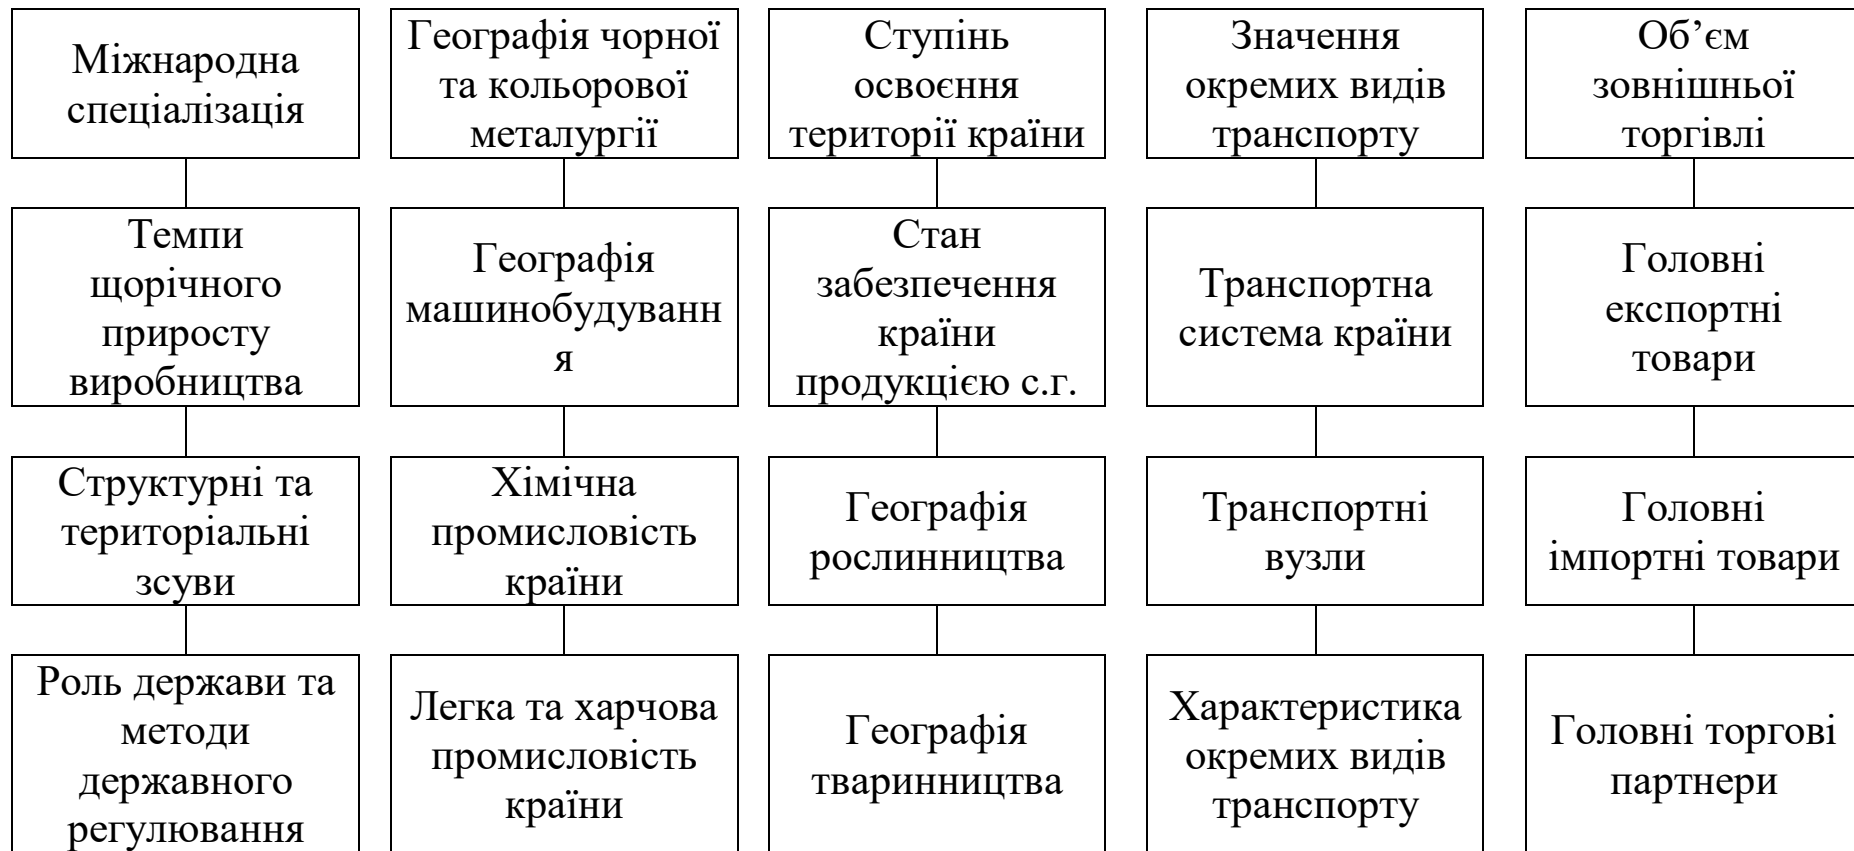 Міжнародна
спеціалізація
Географія чорної
та кольорової
металургії
Ступінь
освоєння
території країни
Значення
окремих видів
транспорту
Об’єм
зовнішньої
торгівлі
Темпи
щорічного
приросту
виробництва
Географія
машинобудуванн
я
Стан
забезпечення
країни
продукцією с.г.
Транспортна
система країни
Головні
експортні
товари
Структурні та
територіальні
зсуви
Хімічна
промисловість
країни
Географія
рослинництва
Транспортні
вузли
Головні
імпортні товари
Роль держави та
методи
державного
регулювання
Легка та харчова
промисловість
країни
Географія
тваринництва
Характеристика
окремих видів
транспорту
Головні торгові
партнери